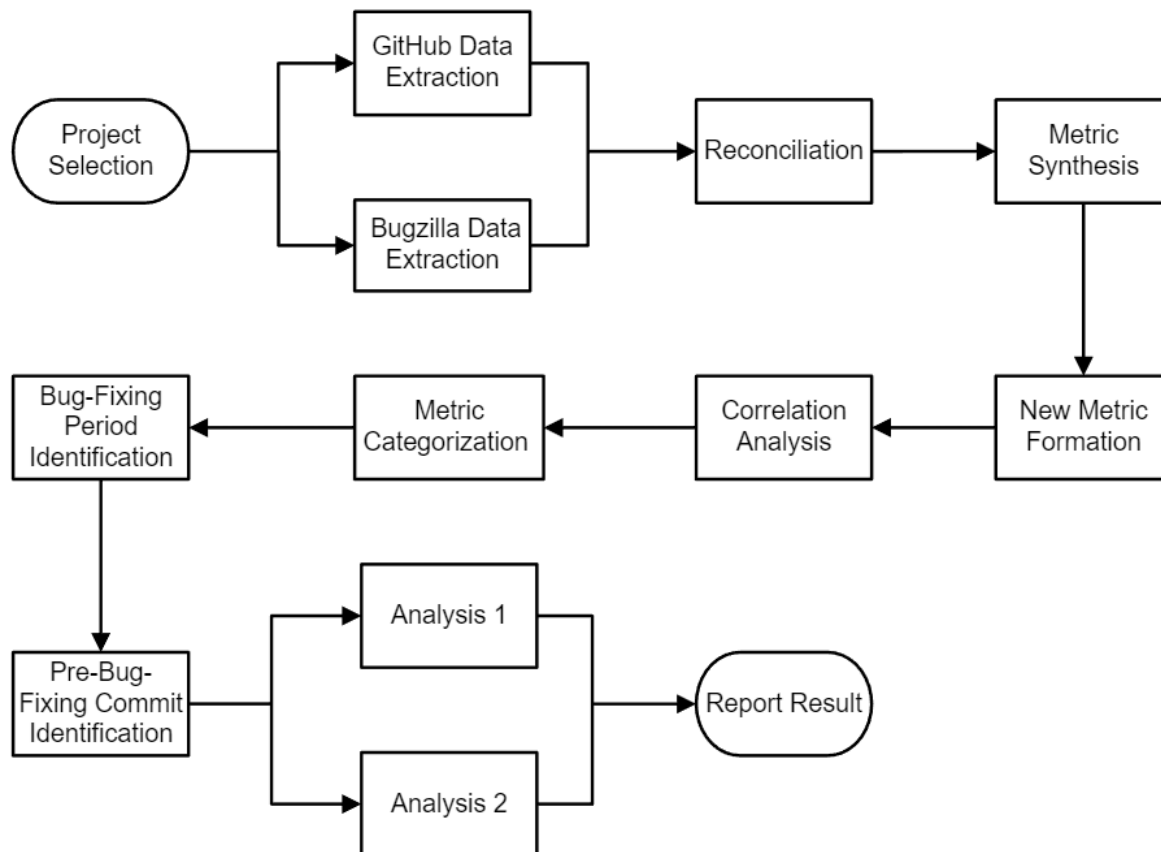 GitHub Data
Extraction
Project
Selection
Bugzilla Data
Extraction
Reconciliation
Metric
Synthesis
Bug-Fixing
Period
Identification
Metric
Categorization
Correlation
Analysis
New Metric
Formation
Pre-Bug-
Fixing Commit
Identification
Analysis 1
Analysis 2
Report Result